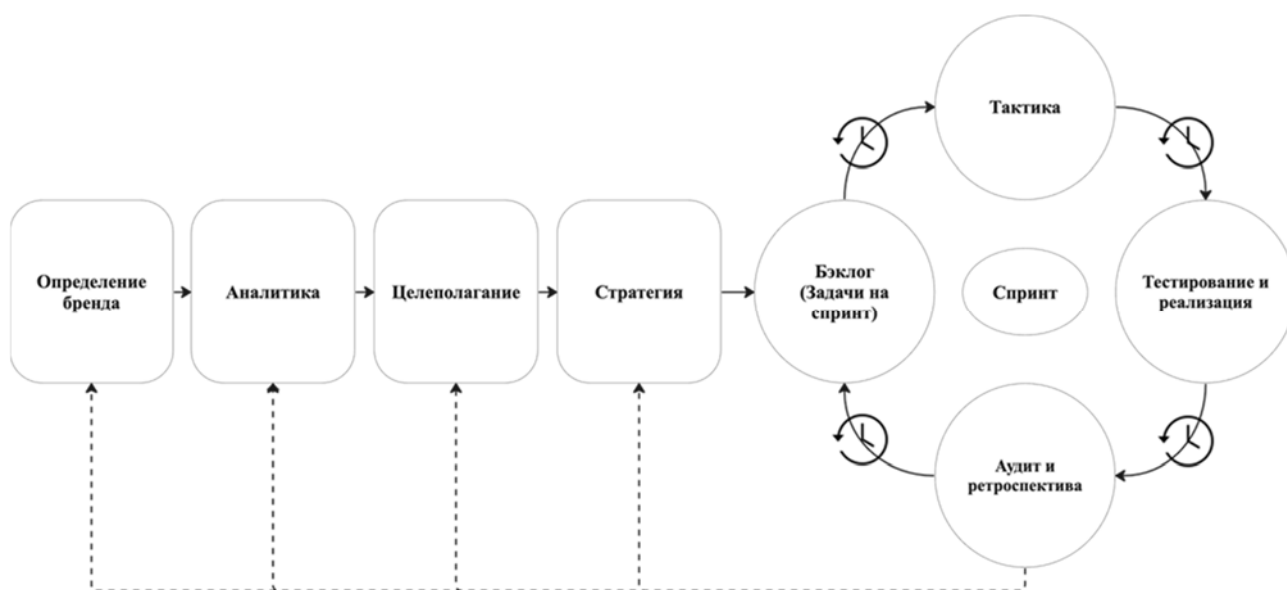 Тактика
Определение
бренда
Аналитика
Целеполагание
Стратегия
Бэклог
(Задачи на
спринт)
Спринт
Тестирование и
реализация
Аудит и
ретроспектива